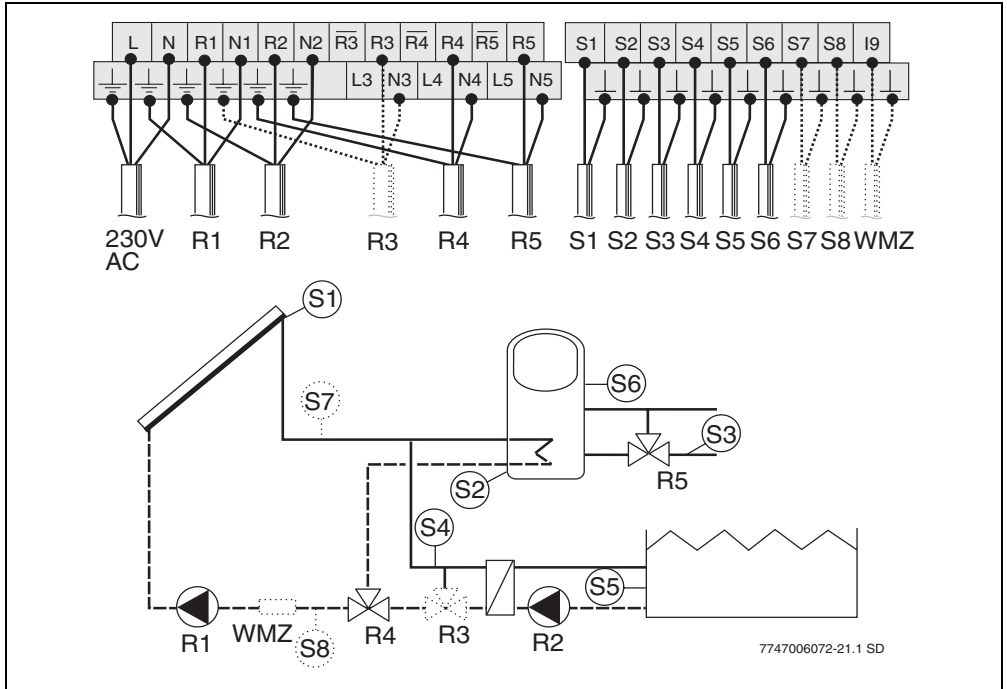 L N R1 N1 R2 N2 R̅3̅ R3 R̅4̅ R4 R̅5̅ R5 S1 S2 S3 S4 S5 S6 S7 S8 I9
L3 N3 L4 N4 L5 N5
230V AC R1 R2 R3 R4 R5 S1 S2 S3 S4 S5 S6 S7 S8 WMZ
S1
S7
S6
S3
S2
R5
S4
S5
R1
WMZ
S8
R4
R3
R2
7747006072-21.1 SD